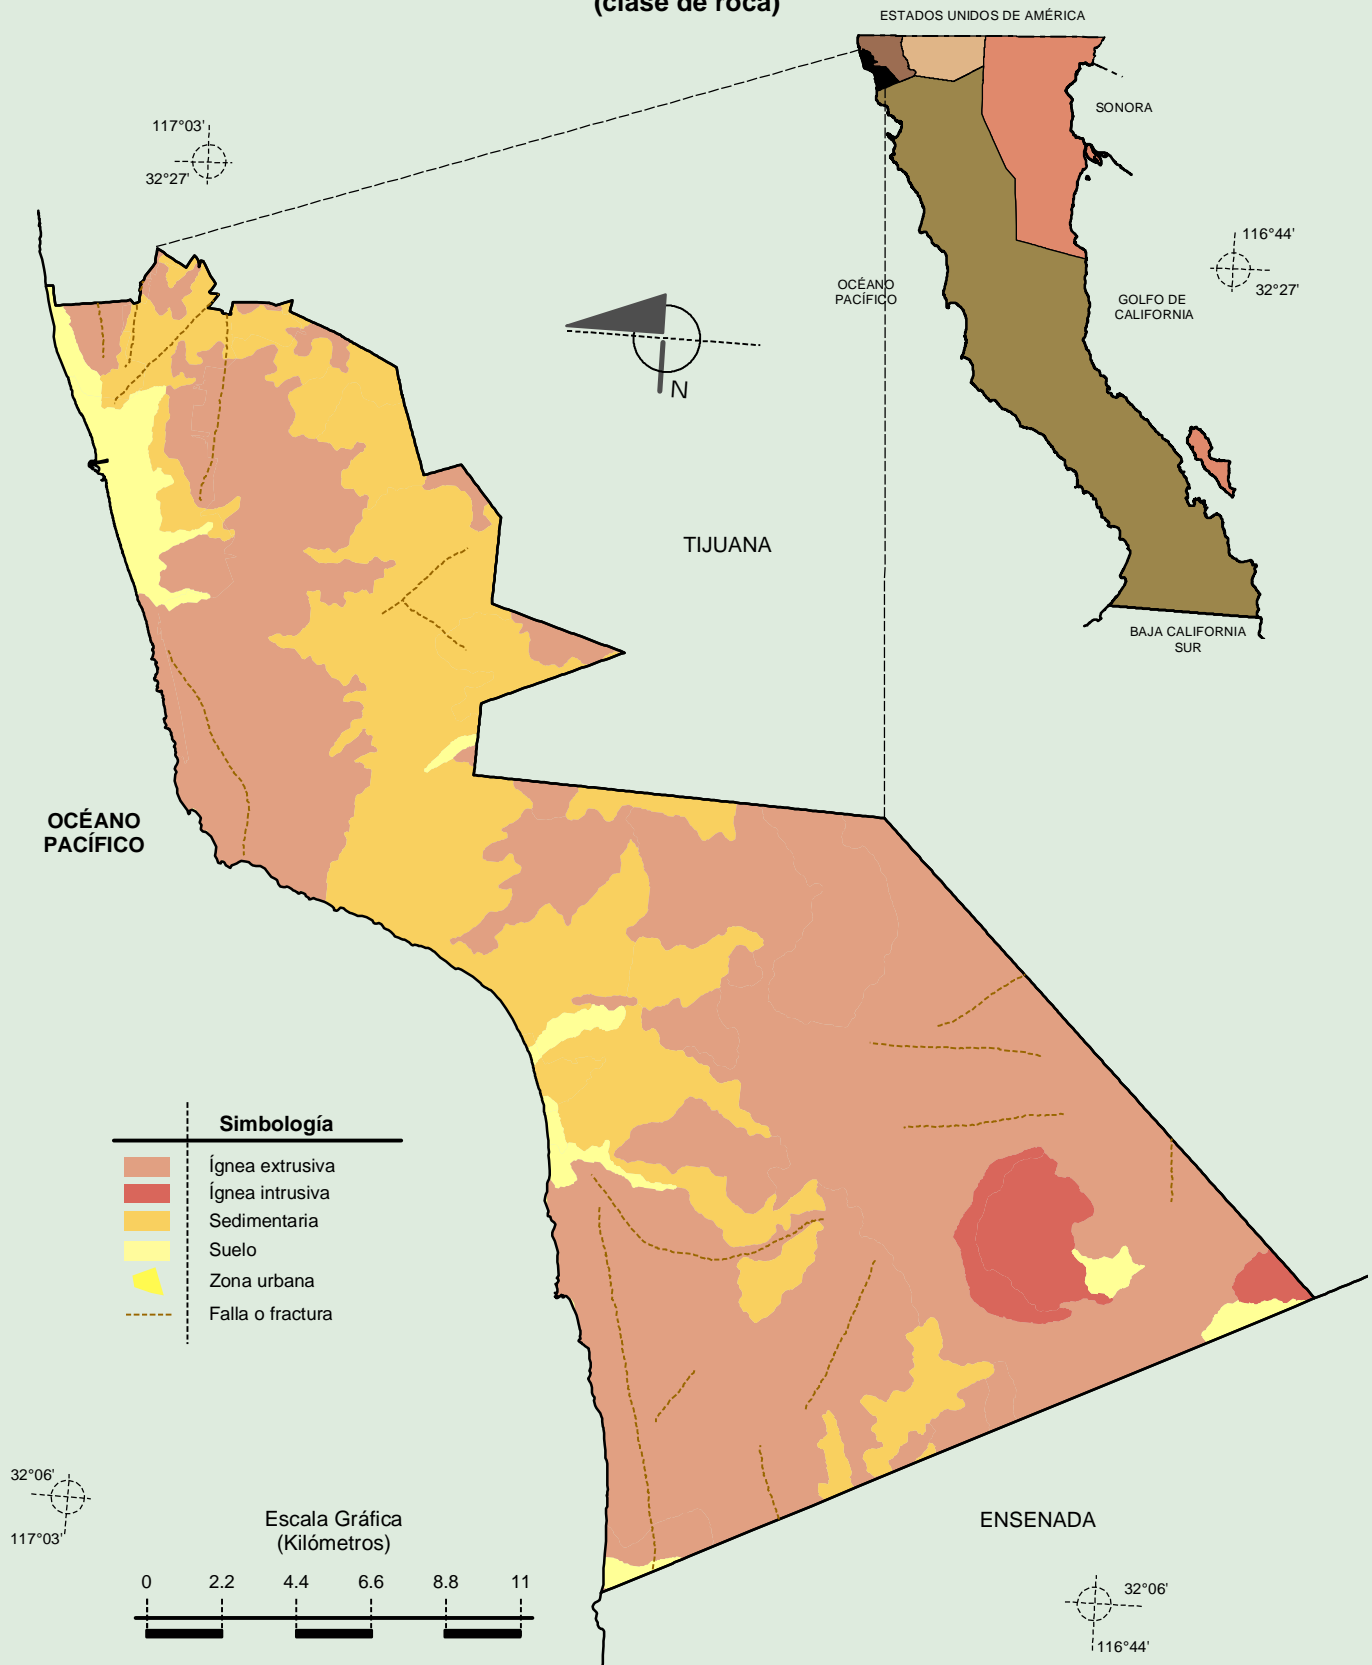 (clase de roca)
ESTADOS UNIDOS DE AMÉRICA
SONORA
117°03'
32°27'
116°44'
32°27'
OCÉANO
PACÍFICO
GOLFO DE
CALIFORNIA
N
TIJUANA
BAJA CALIFORNIA
SUR
OCÉANO
PACÍFICO
Simbología
Ígnea extrusiva
Ígnea intrusiva
Sedimentaria
Suelo
Zona urbana
Falla o fractura
32°06'
117°03'
Escala Gráfica
(Kilómetros)
0 2.2 4.4 6.6 8.8 11
ENSENADA
32°06'
116°44'